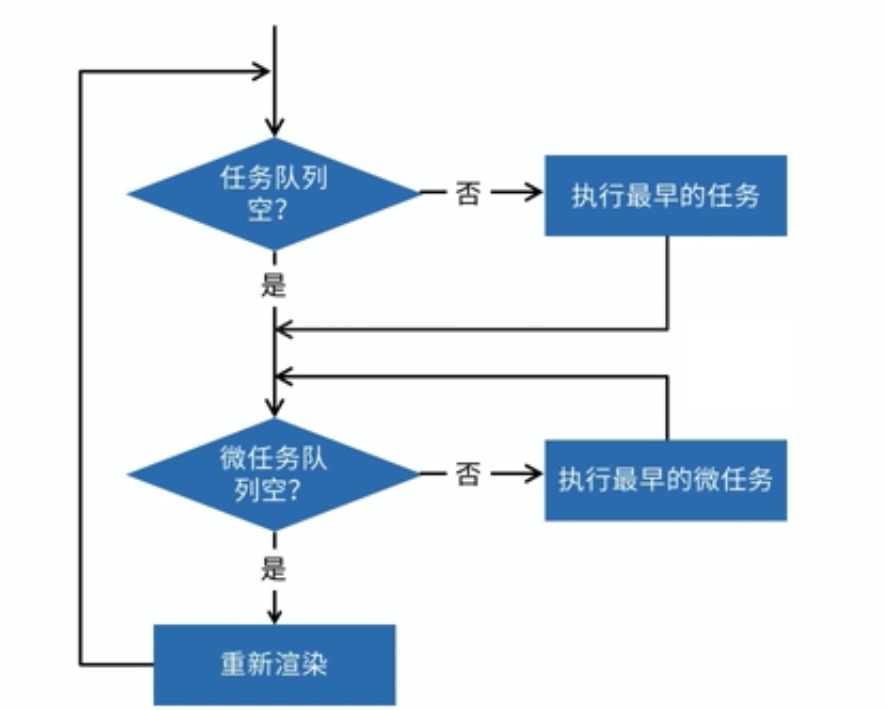 任务队列
空？
否
执行最早的任务
是
微任务队
列空？
否
执行最早的微任务
是
重新渲染